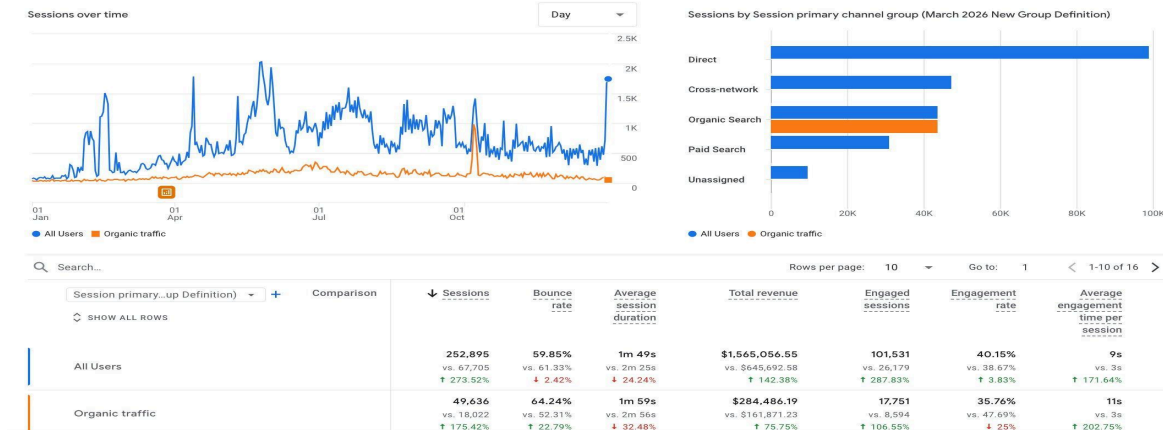 Sessions over time
Day
2.5K
2K
1.5K
1K
500
0
01 Jan
01 Apr
01 Jul
01 Oct
All Users
Organic traffic
Sessions by Session primary channel group (March 2026 New Group Definition)
Direct
Cross-network
Organic Search
Paid Search
Unassigned
0 20K 40K 60K 80K 100K
All Users Organic traffic
Search...
Rows per page: 10 Go to: 1 < 1-10 of 16 >
Session primary...up Definition) + Comparison
SHOW ALL ROWS
↓ Sessions
Bounce rate
Average session duration
Total revenue
Engaged sessions
Engagement rate
Average engagement time per session
All Users
252,895 59.85% 1m 49s $1,565,056.55 101,531 40.15% 9s
vs. 67,705 vs. 61.33% vs. 2m 25s vs. $645,692.58 vs. 26,179 vs. 38.67% vs. 3s
↑ 273.52% ↓ 2.42% ↓ 24.24% ↑ 142.38% ↑ 287.83% ↑ 3.83% ↑ 171.64%
Organic traffic
49,636 64.24% 1m 59s $284,486.19 17,751 35.76% 11s
vs. 18,022 vs. 52.31% vs. 2m 56s vs. $161,871.23 vs. 8,594 vs. 47.69% vs. 3s
↑ 175.42% ↑ 22.79% ↓ 32.48% ↑ 75.75% ↑ 106.55% ↓ 25% ↑ 202.75%